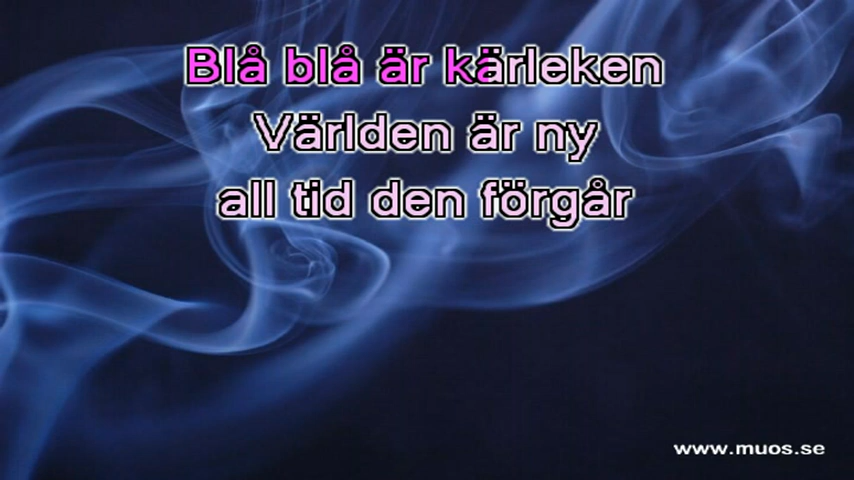 Blå blå är kärleken
Världen är ny
all tid den förgår
www.muos.se